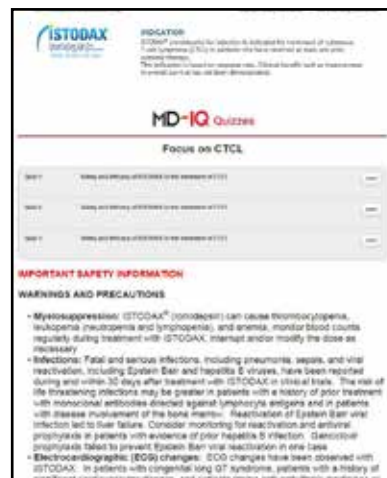 ISTODAX
INDICATION
MD-IQ Quizzes
Focus on CTCL
IMPORTANT SAFETY INFORMATION
WARNINGS AND PRECAUTIONS
• Myelosuppression: ISTODAX® (romidepsin) can cause thrombocytopenia,
leukopenia (neutropenia and lymphopenia), and anemia; monitor blood counts
regularly during treatment with ISTODAX; interrupt and/or modify the dose as
necessary
• Infections: Fatal and serious infections, including pneumonia, sepsis, and viral
reactivation, including Epstein Barr and hepatitis B viruses, have been reported
during and within 30 days after treatment with ISTODAX in clinical trials. The risk of
life threatening infections may be greater in patients with a history of prior treatment
with monoclonal antibodies directed against lymphocyte antigens and in patients
with disease involvement of the bone marrow. Reactivation of Epstein Barr viral
infection led to liver failure. Consider monitoring for reactivation and antiviral
prophylaxis in patients with evidence of prior hepatitis B infection. Ganciclovir
prophylaxis failed to prevent Epstein Barr viral reactivation in one case
• Electrocardiographic (ECG) changes: ECG changes have been observed with
ISTODAX. In patients with congenital long QT syndrome, patients with a history of